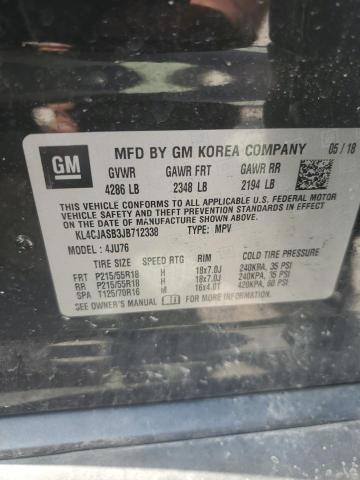 GM
MFD BY GM KOREA COMPANY 05/18
GVWR GAWR FRT GAWR RR
4286 LB 2348 LB 2194 LB
THIS VEHICLE CONFORMS TO ALL APPLICABLE U.S. FEDERAL
MOTOR VEHICLE SAFETY, BUMPER, AND THEFT PREVENTION
STANDARDS IN EFFECT ON THE DATE OF MANUFACTURE SHOWN ABOVE.
KL4CJASB3JB712338 TYPE: MPV
MODEL: 4JU76
TIRE SIZE SPEED RTG RIM COLD TIRE PRESSURE
FRT P215/55R18 H 18x7.0J 240KPA, 35 PSI
RR P215/55R18 H 18x7.0J 240KPA, 35 PSI
SPA T125/70R16 M 16x4.0T 420KPA, 60 PSI
SEE OWNER'S MANUAL FOR ADDITIONAL INFORMATION.